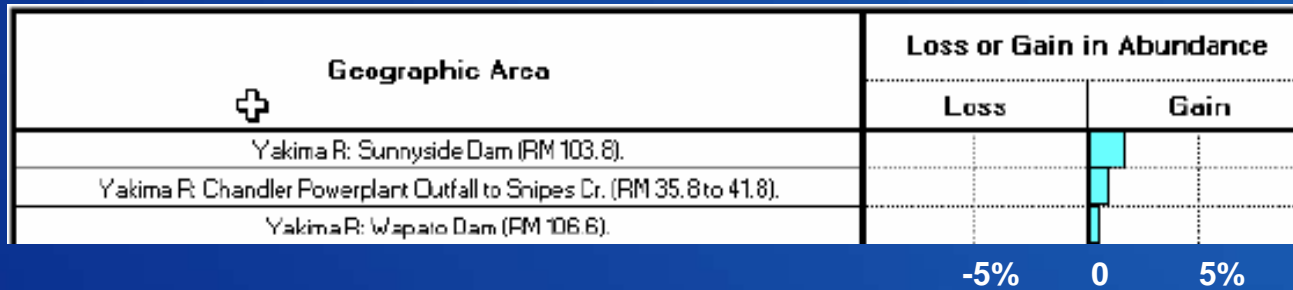 Geographic Area
Loss or Gain in Abundance
Loss Gain
Yakima R: Sunnyside Dam (RM 103.8).
Yakima R: Chandler Powerplant Outfall to Snipes Cr. (RM 35.8 to 41.8).
Yakima R: Wapato Dam (RM 106.6).
-5% 0 5%